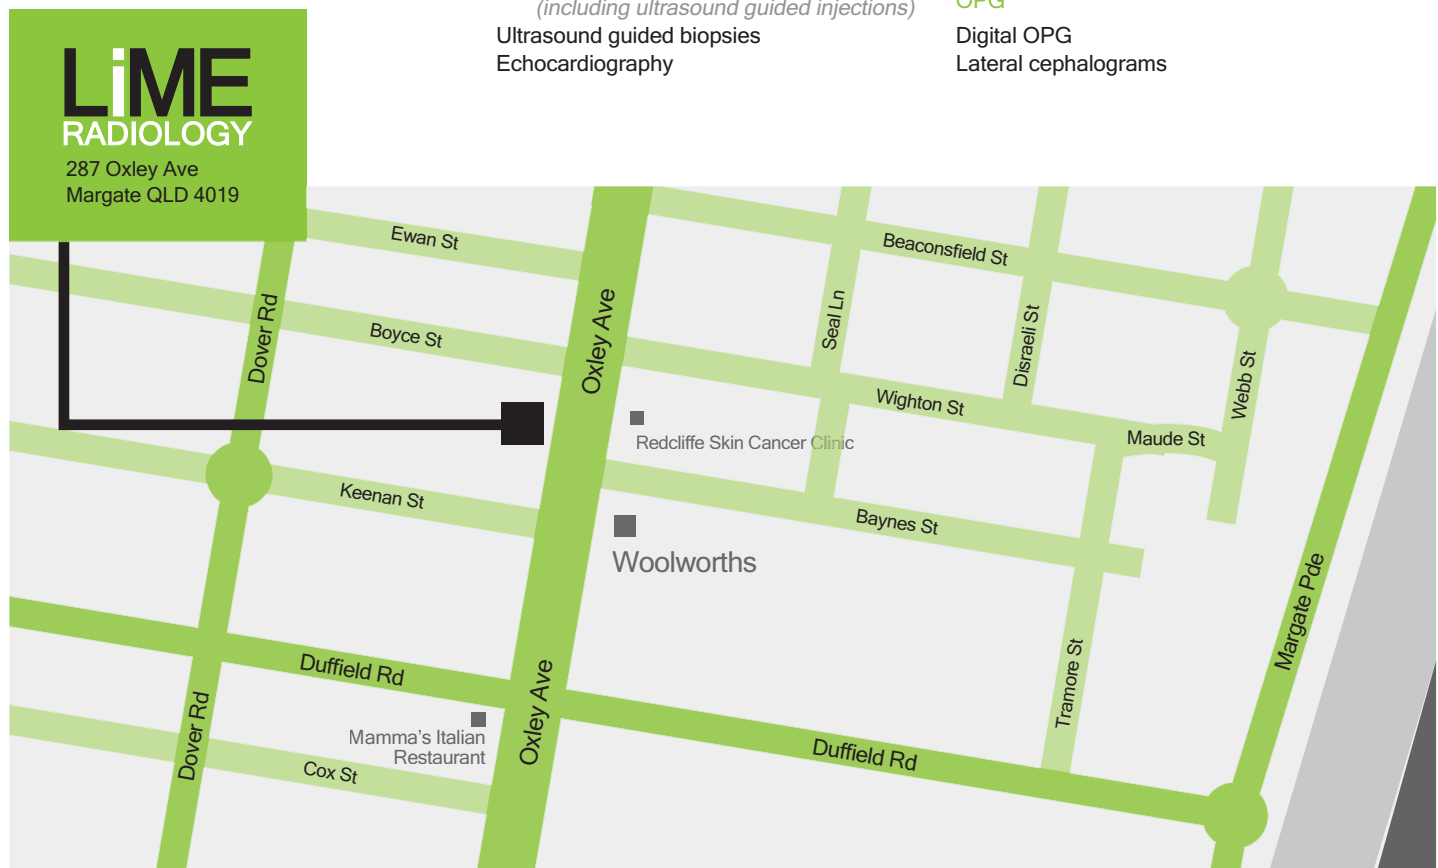 (including ultrasound guided injections)
Ultrasound guided biopsies
Echocardiography
OPG
Digital OPG
Lateral cephalograms
LiME
RADIOLOGY
287 Oxley Ave
Margate QLD 4019
Ewan St
Beaconsfield St
Dover Rd
Boyce St
Oxley Ave
Seal Ln
Disraeli St
Webb St
Wighton St
Maude St
Redcliffe Skin Cancer Clinic
Keenan St
Baynes St
Woolworths
Margate Pde
Duffield Rd
Tramore St
Dover Rd
Mamma's Italian
Restaurant
Oxley Ave
Cox St
Duffield Rd